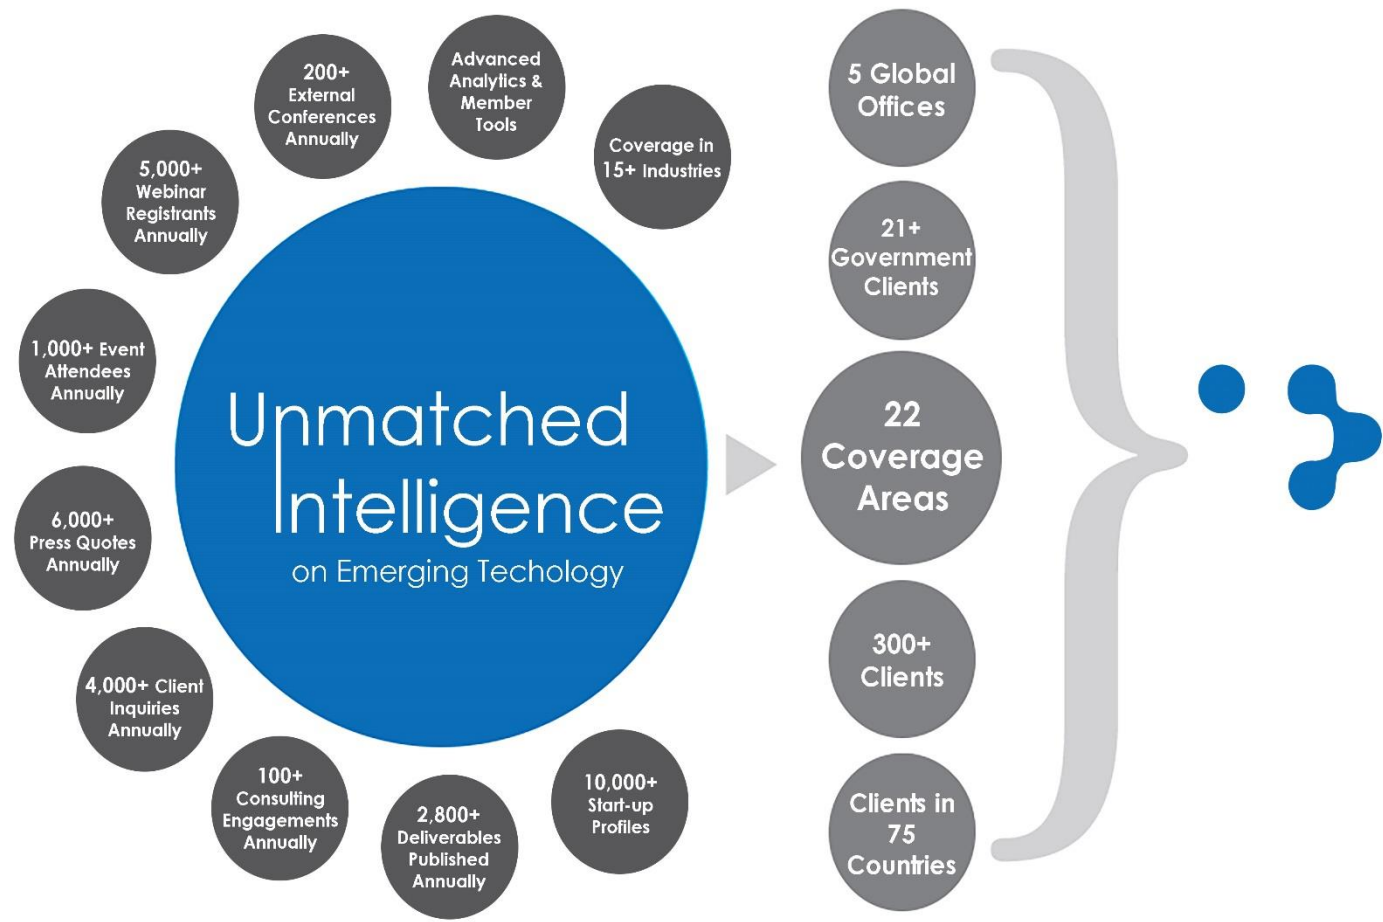 200+
External
Conferences
Annually
Advanced
Analytics &
Member
Tools
Coverage in
15+ Industries
5,000+
Webinar
Registrants
Annually
1,000+ Event
Attendees
Annually
6,000+
Press Quotes
Annually
4,000+ Client
Inquiries
Annually
100+
Consulting
Engagements
Annually
2,800+
Deliverables
Published
Annually
10,000+
Start-up
Profiles
Unmatched
Intelligence
on Emerging Techology
5 Global
Offices
21+
Government
Clients
22
Coverage
Areas
300+
Clients
Clients in
75
Countries